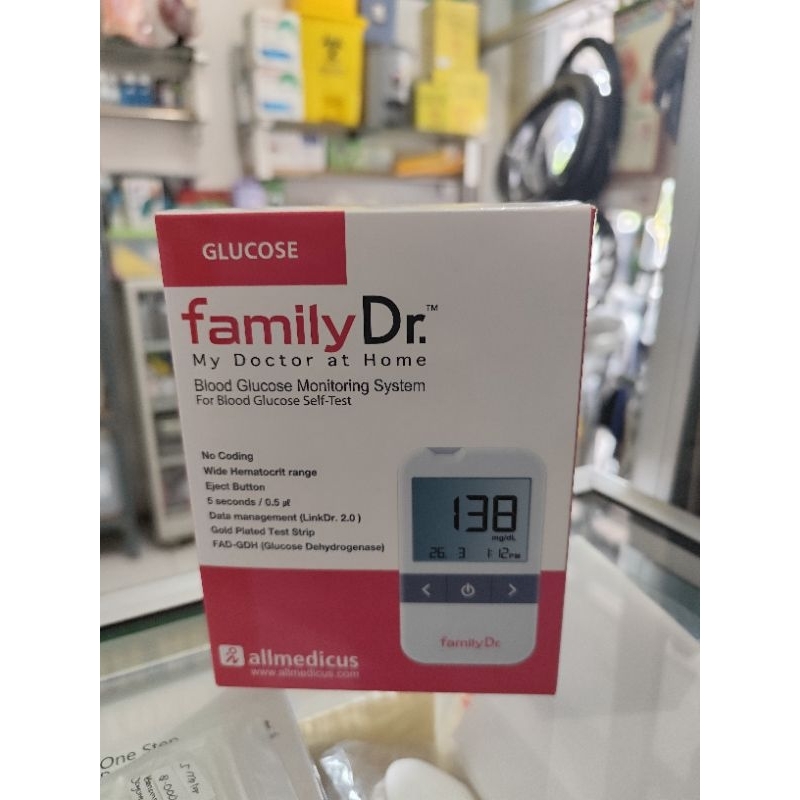 GLUCOSE
familyDr.™
My Doctor at Home
Blood Glucose Monitoring System
For Blood Glucose Self-Test
No Coding
Wide Hematocrit range
Eject Button
5 seconds / 0.5 ㎕
Data management (LinkDr. 2.0 )
Gold Plated Test Strip
FAD-GDH (Glucose Dehydrogenase)
138
mg/dL
26. 3 1:12PM
familyDr.
allmedicus
www.allmedicus.com
One Step